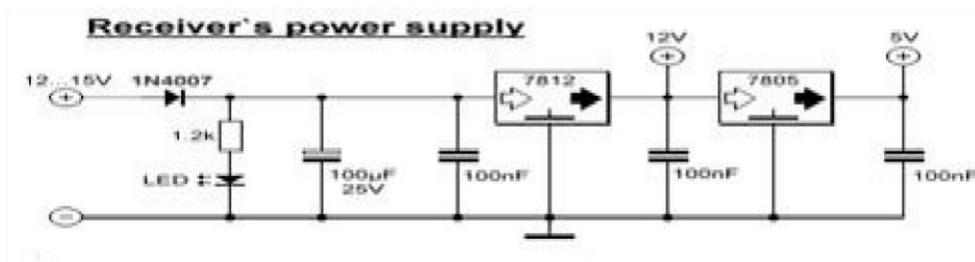 Receiver`s power supply
12...15V
1N4007
7812
12V
7805
5V
1.2k
LED
100µF
25V
100nF
100nF
100nF